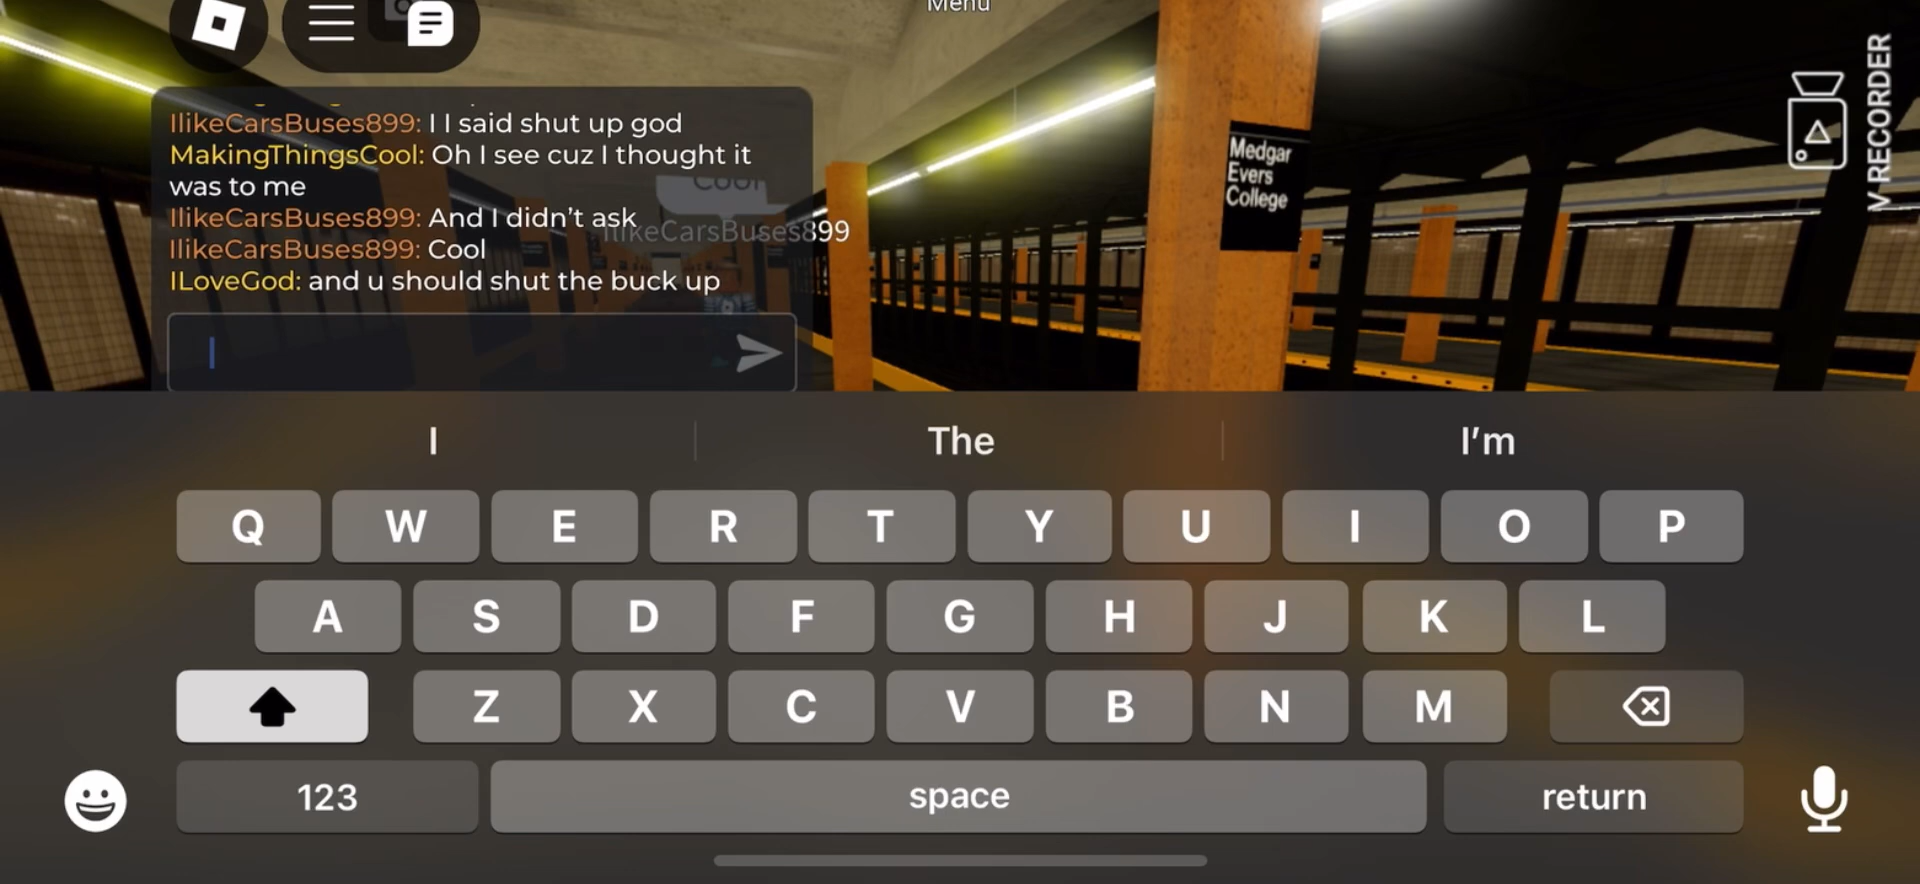 Menu
IlikeCarsBuses899: I I said shut up god
MakingThingsCool: Oh I see cuz I thought it
was to me
IlikeCarsBuses899: And I didn't ask
IlikeCarsBuses899: Cool
ILoveGod: and u should shut the buck up
Cool
IlikeCarsBuses899
Medgar
Evers
College
V RECORDER
I The I'm
Q W E R T Y U I O P
A S D F G H J K L
Z X C V B N M
123 space return